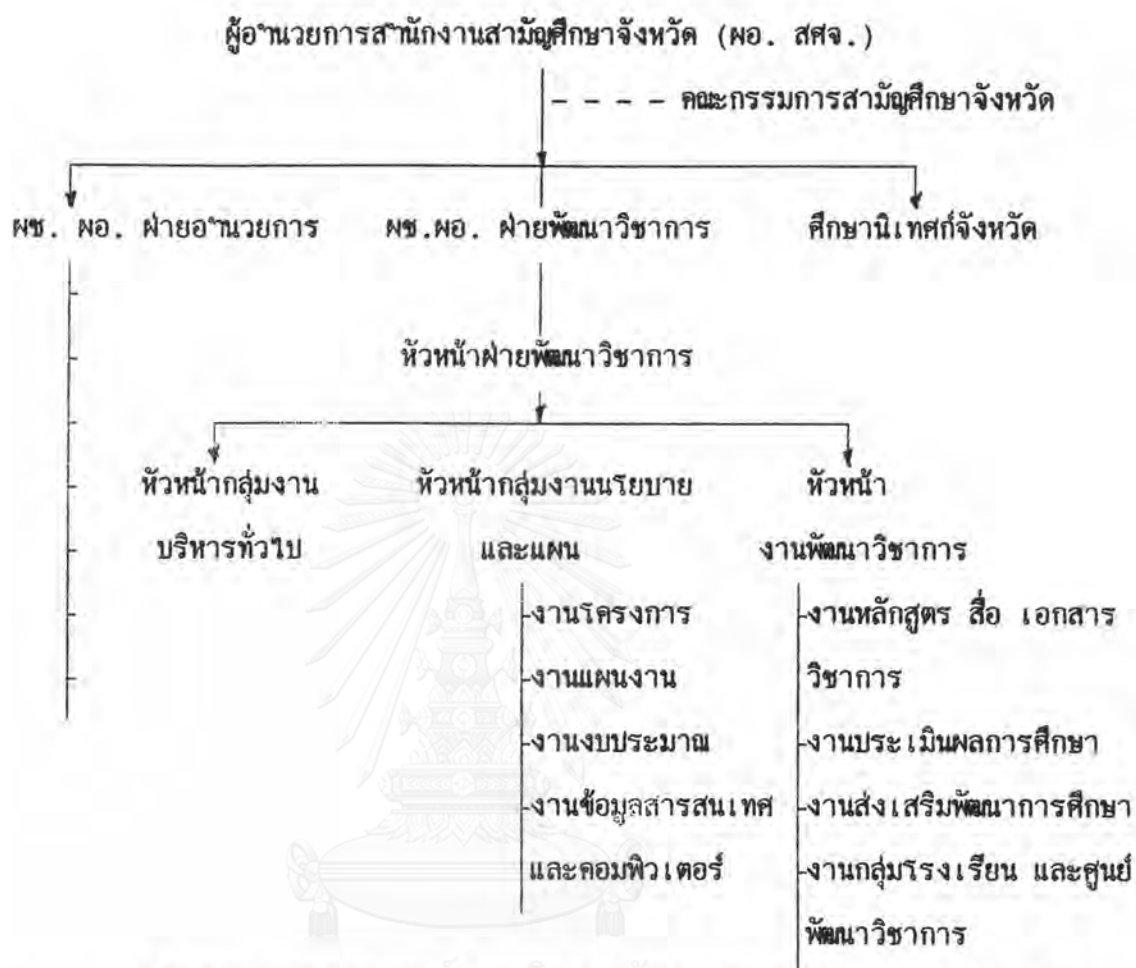 ผู้อำนวยการสำนักงานสามัญศึกษาจังหวัด (ผอ. สศจ.)
- - - - คณะกรรมการสามัญศึกษาจังหวัด
ผช. ผอ. ฝ่ายอำนวยการ ผช.ผอ. ฝ่ายพัฒนาวิชาการ ศึกษานิเทศก์จังหวัด
หัวหน้าฝ่ายพัฒนาวิชาการ
หัวหน้ากลุ่มงาน หัวหน้ากลุ่มงานนโยบาย หัวหน้า
บริหารทั่วไป และแผน งานพัฒนาวิชาการ
-งานโครงการ -งานหลักสูตร สื่อ เอกสาร
-งานแผนงาน วิชาการ
-งานงบประมาณ -งานประเมินผลการศึกษา
-งานข้อมูลสารสนเทศ -งานส่งเสริมพัฒนาการศึกษา
และคอมพิวเตอร์ -งานกลุ่มโรงเรียน และศูนย์
พัฒนาวิชาการ